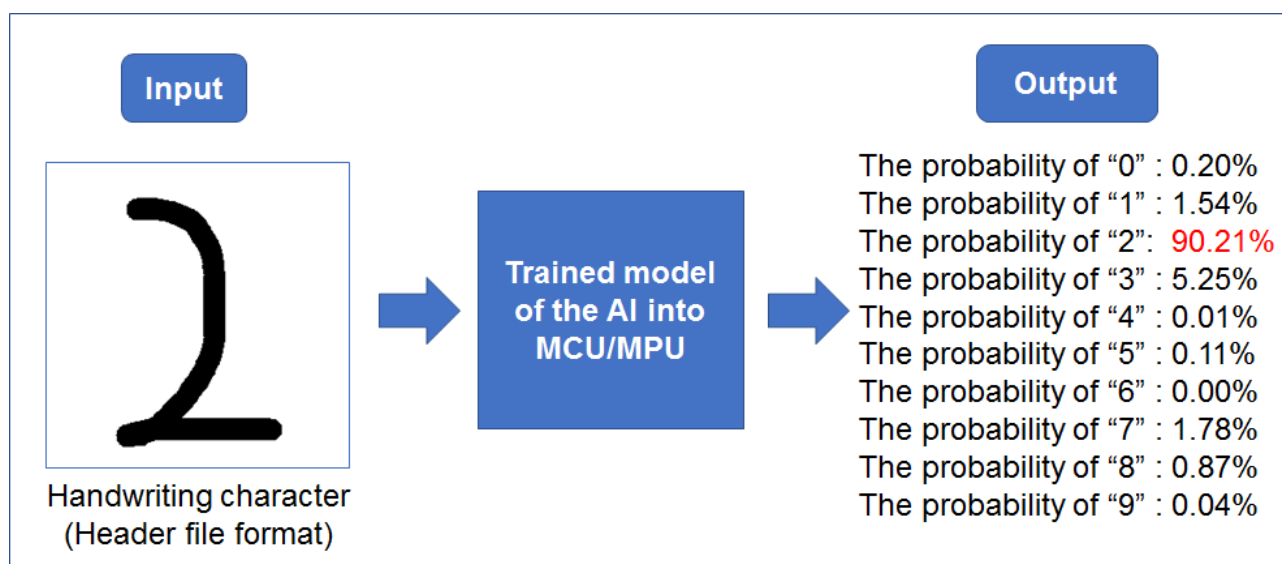 Input
2
Handwriting character
(Header file format)
Trained model
of the AI into
MCU/MPU
Output
The probability of “0” : 0.20%
The probability of “1” : 1.54%
The probability of “2”: 90.21%
The probability of “3” : 5.25%
The probability of “4” : 0.01%
The probability of “5” : 0.11%
The probability of “6” : 0.00%
The probability of “7” : 1.78%
The probability of “8” : 0.87%
The probability of “9” : 0.04%